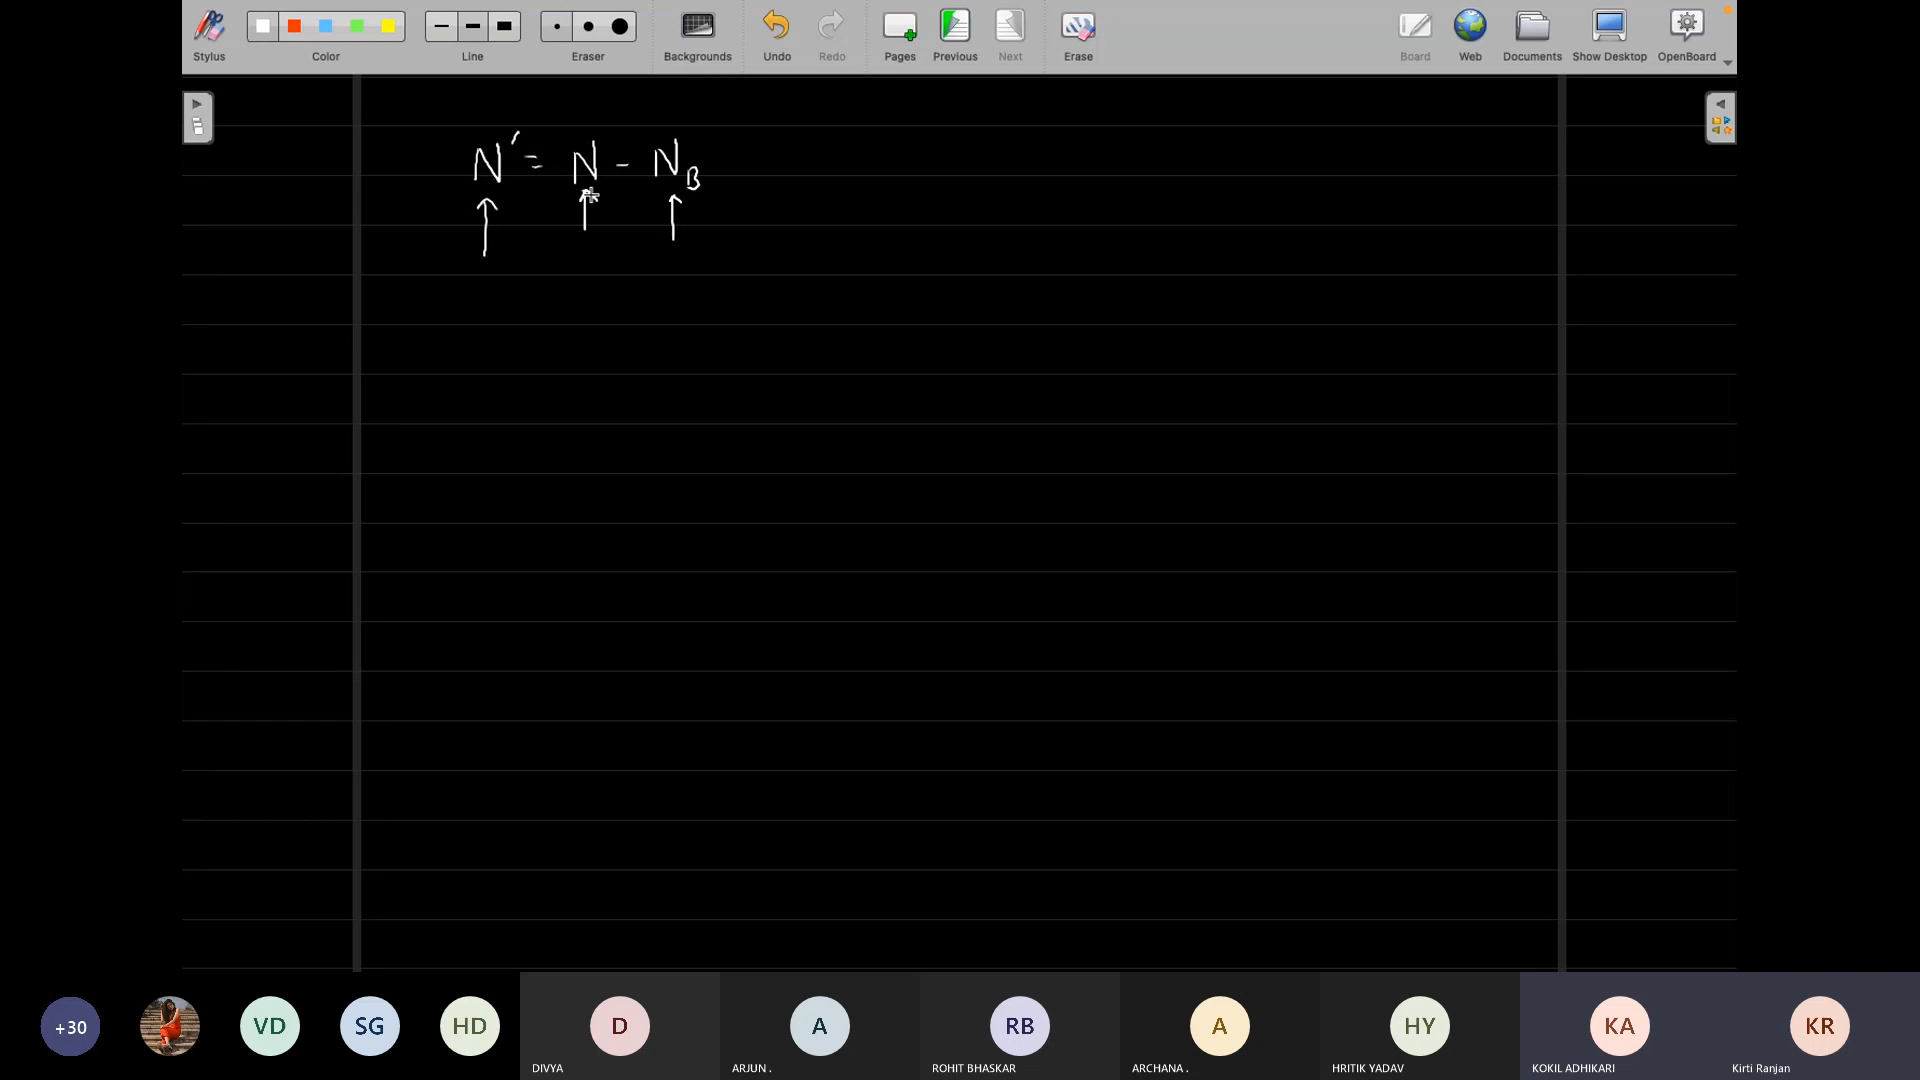 Stylus Color Line Eraser Backgrounds Undo Redo Pages Previous Next Erase Board Web Documents Show Desktop OpenBoard
N′ = N - N_B
+30 VD SG HD D A RB A HY KA KR
DIVYA ARJUN . ROHIT BHASKAR ARCHANA . HRITIK YADAV KOKIL ADHIKARI Kirti Ranjan